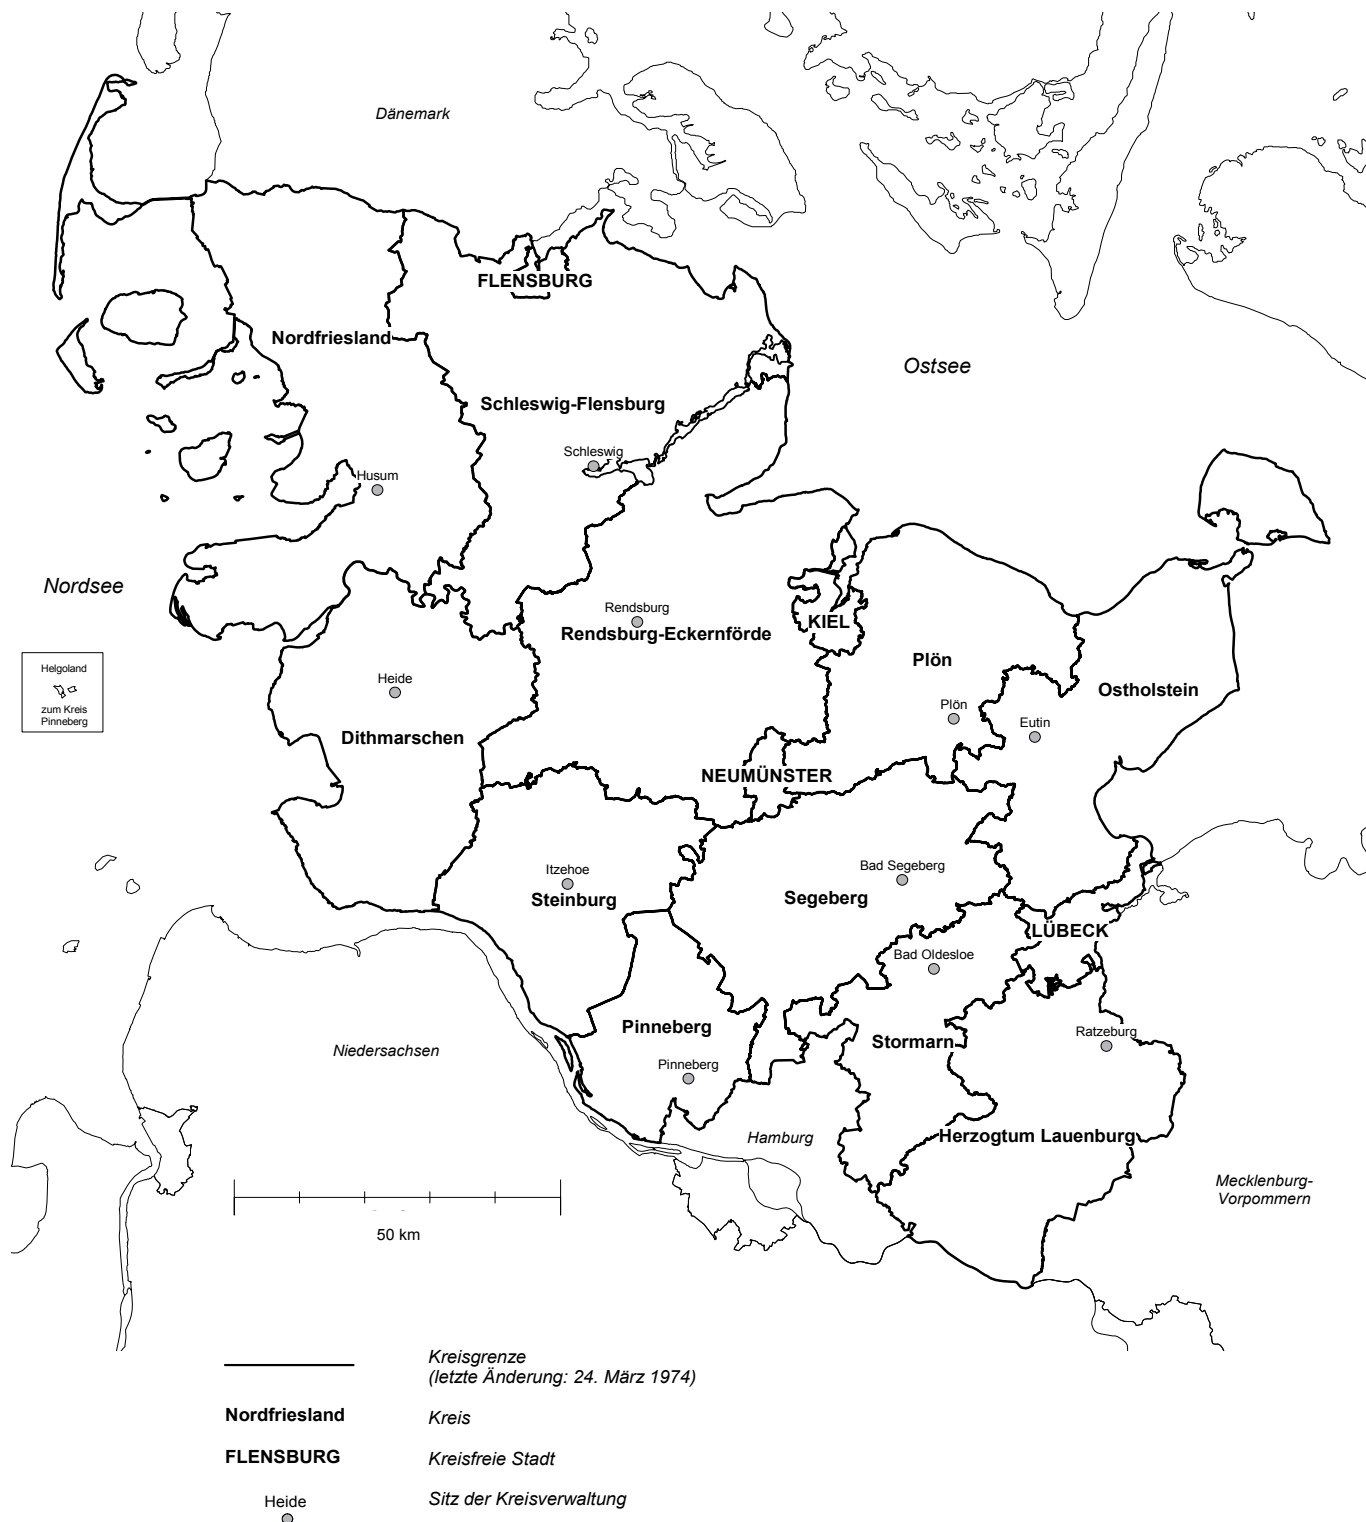 Dänemark
FLENSBURG
Nordfriesland
Ostsee
Schleswig-Flensburg
Schleswig
Husum
Nordsee
Rendsburg
Rendsburg-Eckernförde
KIEL
Plön
Helgoland
zum Kreis
Pinneberg
Heide
Ostholstein
Plön
Eutin
Dithmarschen
NEUMÜNSTER
Itzehoe
Steinburg
Bad Segeberg
Segeberg
LÜBECK
Bad Oldesloe
Pinneberg
Stormarn
Ratzeburg
Niedersachsen
Pinneberg
Hamburg
Herzogtum Lauenburg
Mecklenburg-
Vorpommern
50 km
Kreisgrenze
(letzte Änderung: 24. März 1974)
Nordfriesland
Kreis
FLENSBURG
Kreisfreie Stadt
Heide
Sitz der Kreisverwaltung